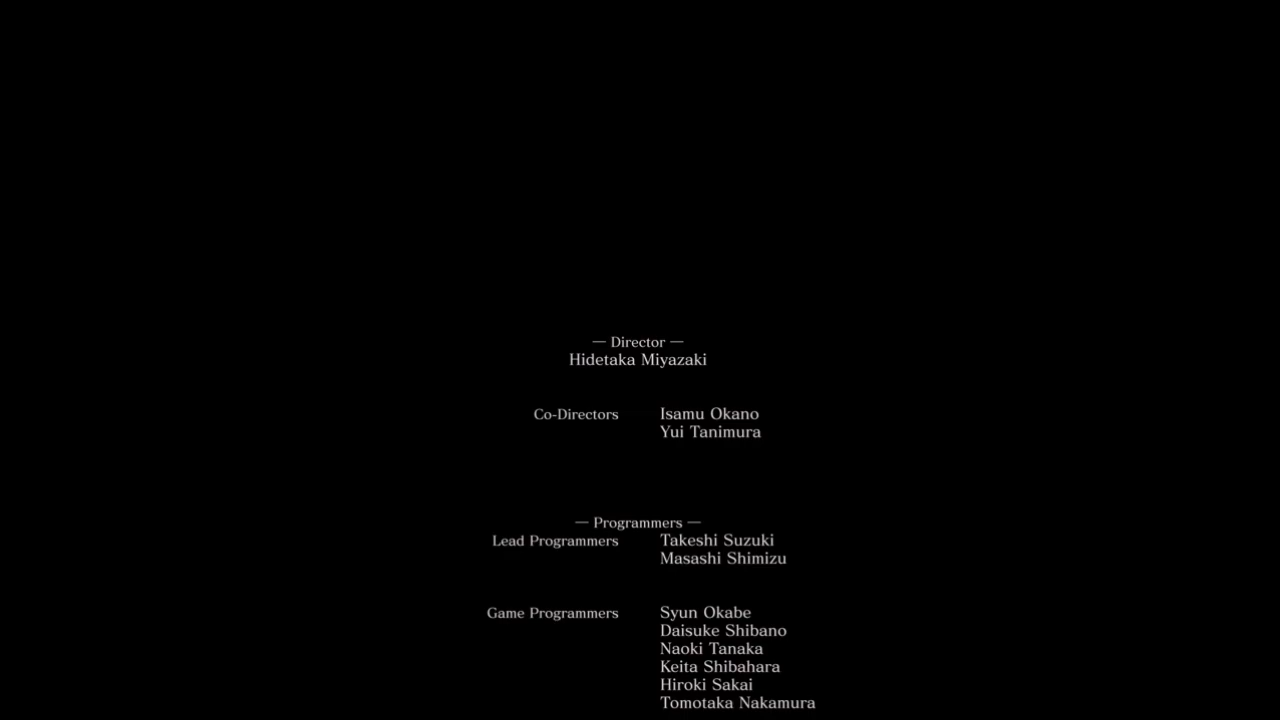 — Director —
Hidetaka Miyazaki
Co-Directors Isamu Okano
Yui Tanimura
— Programmers —
Lead Programmers Takeshi Suzuki
Masashi Shimizu
Game Programmers Syun Okabe
Daisuke Shibano
Naoki Tanaka
Keita Shibahara
Hiroki Sakai
Tomotaka Nakamura